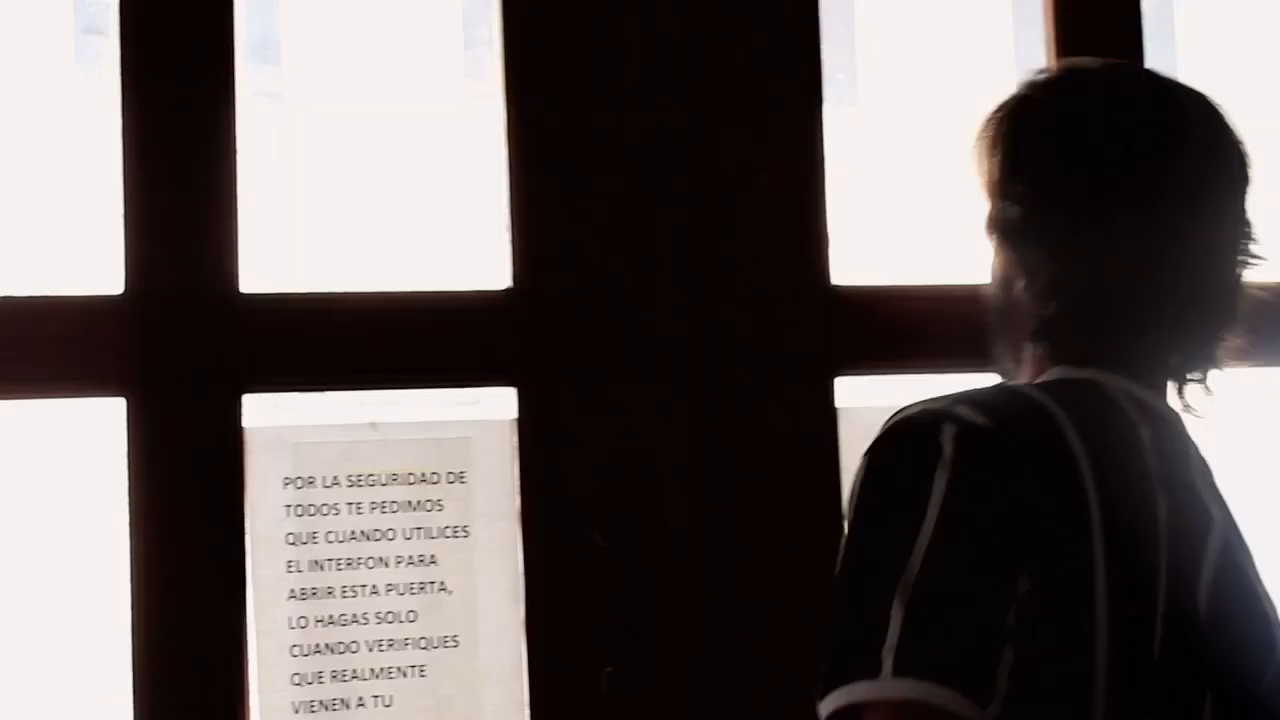 POR LA SEGURIDAD DE
TODOS TE PEDIMOS
QUE CUANDO UTILICES
EL INTERFON PARA
ABRIR ESTA PUERTA,
LO HAGAS SOLO
CUANDO VERIFIQUES
QUE REALMENTE
VIENEN A TU